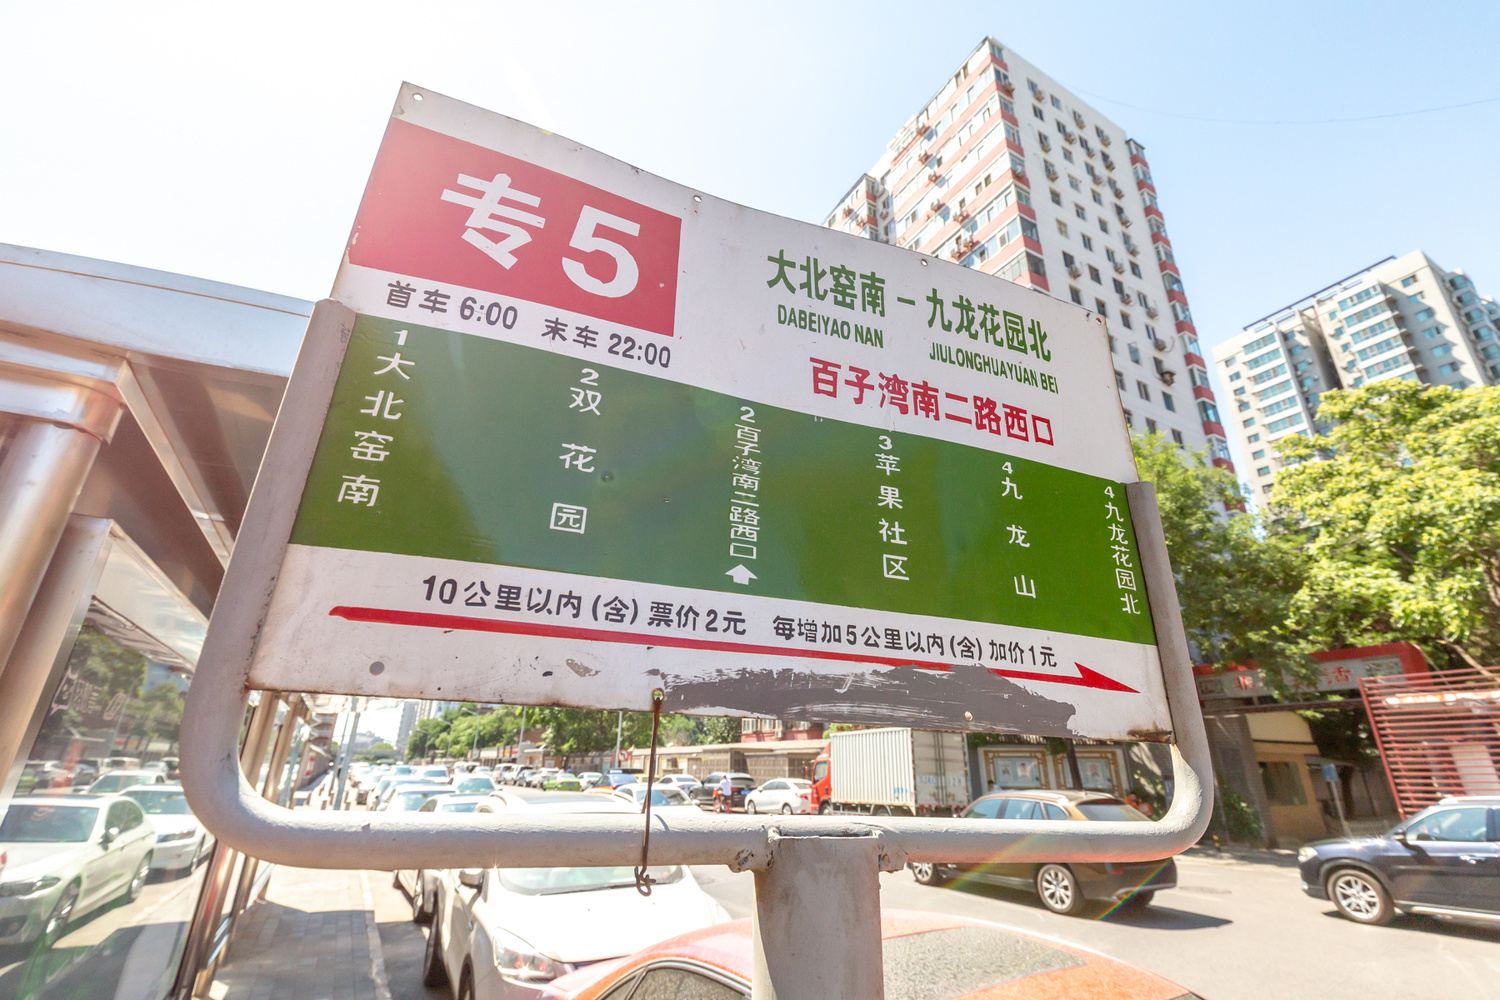 专5
首车 6:00 末车 22:00
大北窑南 – 九龙花园北
DABEIYAO NAN JIULONGHUAYUAN BEI
百子湾南二路西口
1大北窑南
2双花园
2百子湾南二路西口
3苹果社区
4九龙山
4九龙花园北
10公里以内(含)票价2元 每增加5公里以内(含)加价1元